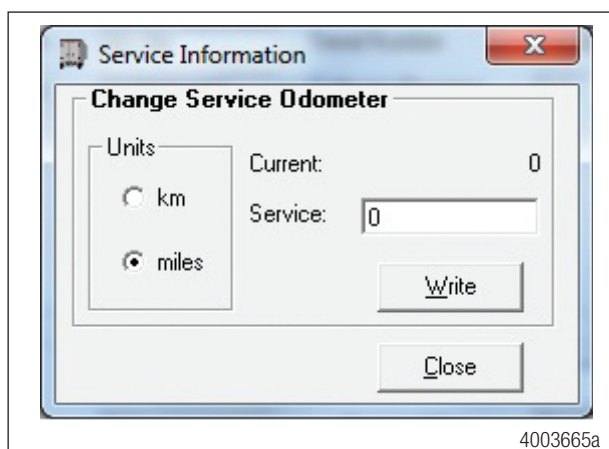 Service Information
Change Service Odometer
Units
km
miles
Current: 0
Service: 0
Write
Close
4003665a